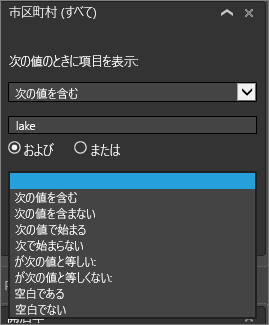 市区町村 (すべて)
次の値のときに項目を表示:
次の値を含む
lake
および または
次の値を含む
次の値を含まない
次の値で始まる
次で始まらない
が次の値と等しい:
が次の値と等しくない:
空白である
空白でない